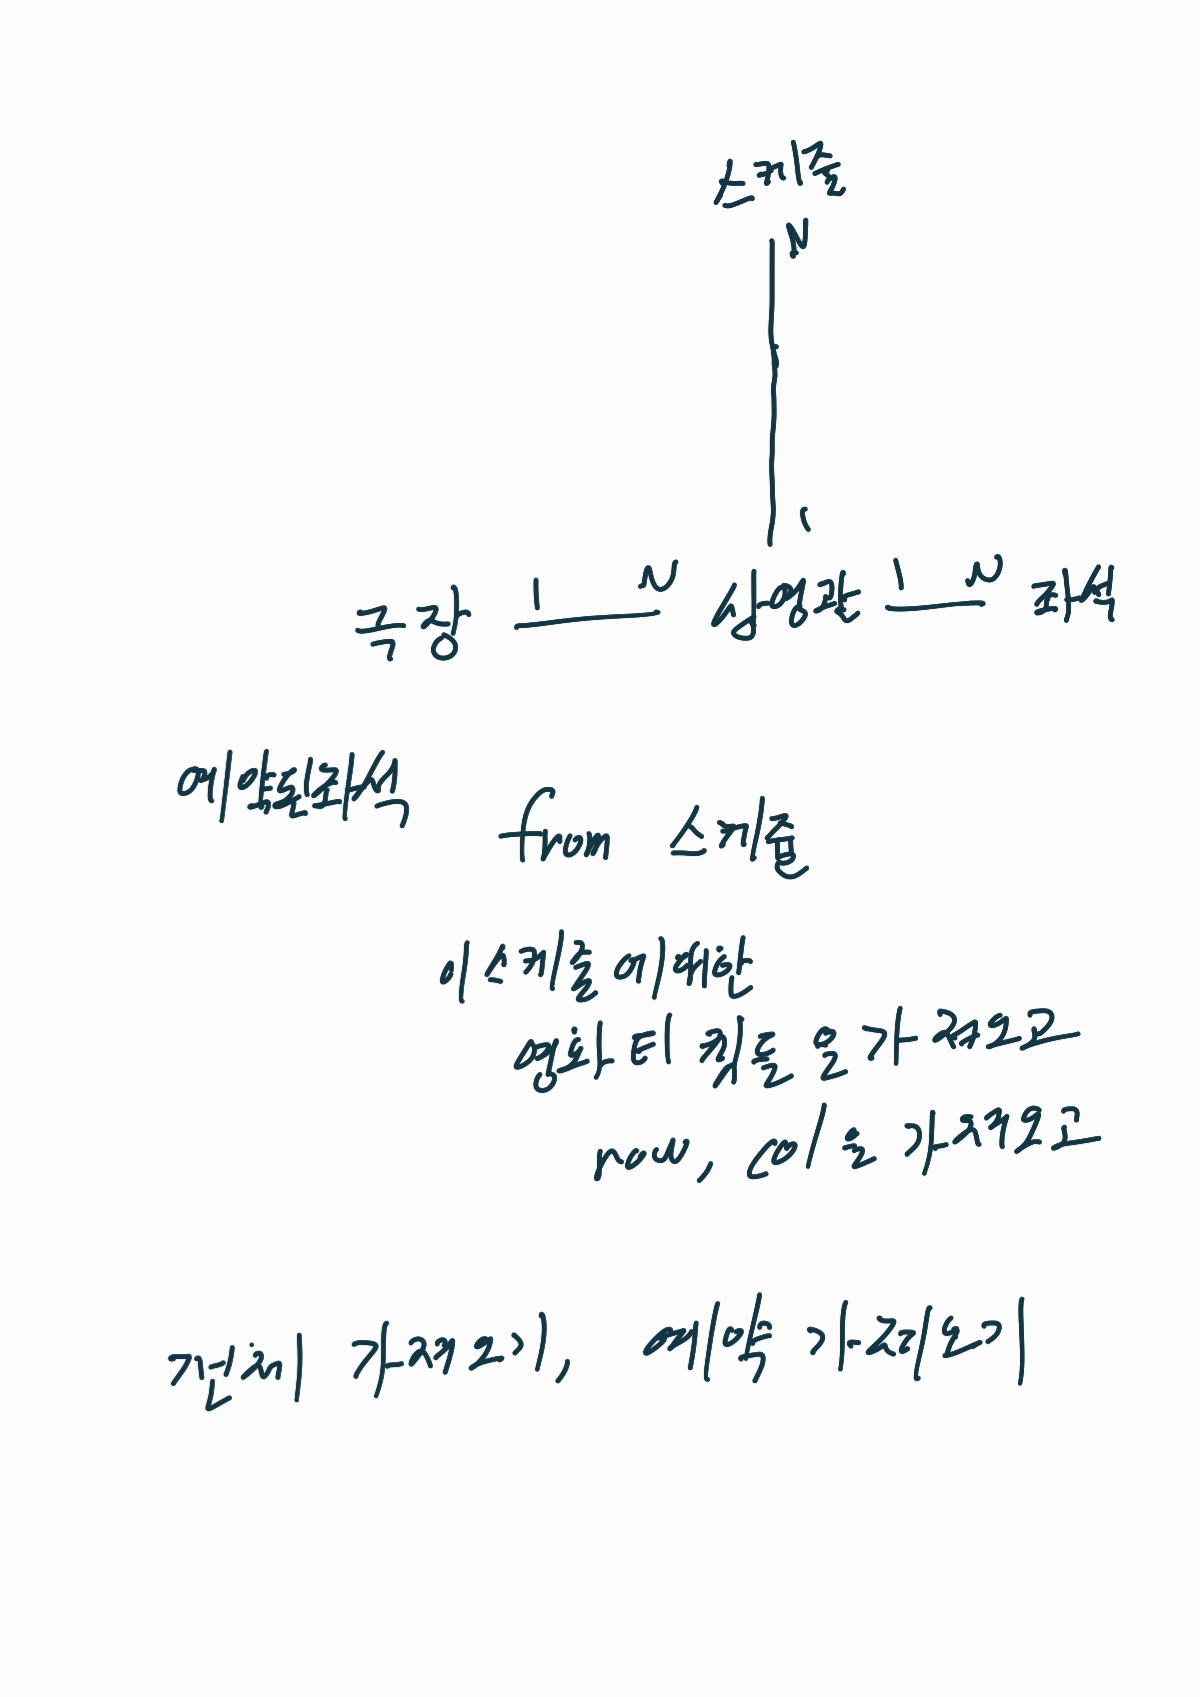 스케줄
N
1
극장 1 N 상영관 1 N 좌석
예약된좌석
from 스케줄
이 스케줄에대한
영화티켓들을 가져오고
row, col을 가져오고
전체 가져오기, 예약 가져오기